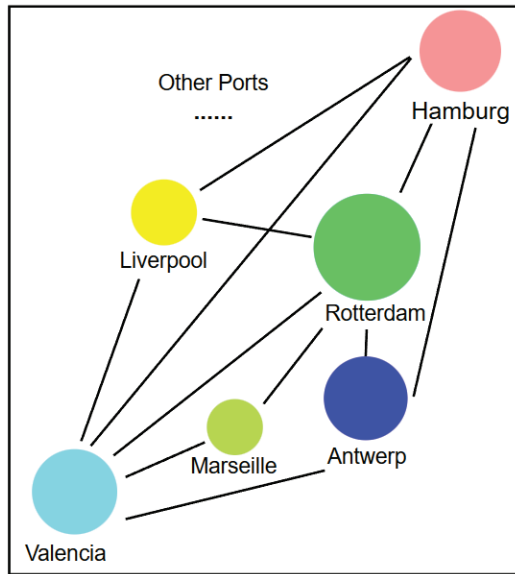 Other Ports
......
Hamburg
Liverpool
Rotterdam
Marseille
Antwerp
Valencia